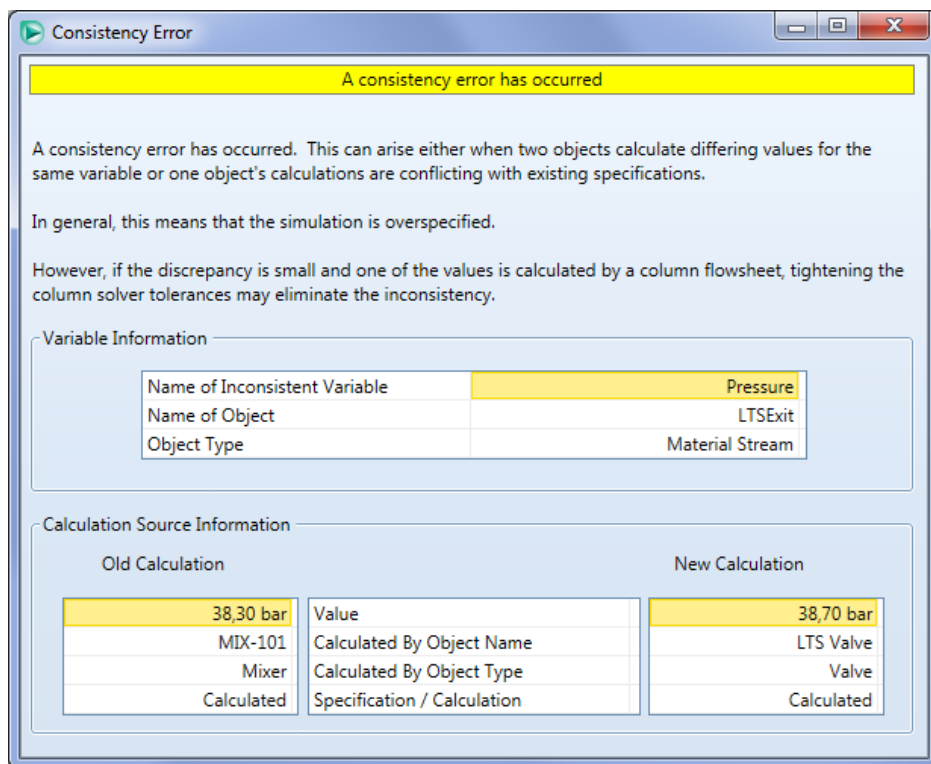 Consistency Error
A consistency error has occurred
A consistency error has occurred.  This can arise either when two objects calculate differing values for the
same variable or one object's calculations are conflicting with existing specifications.
In general, this means that the simulation is overspecified.
However, if the discrepancy is small and one of the values is calculated by a column flowsheet, tightening the
column solver tolerances may eliminate the inconsistency.
Variable Information
Name of Inconsistent Variable Pressure
Name of Object LTSExit
Object Type Material Stream
Calculation Source Information
Old Calculation New Calculation
38,30 bar Value 38,70 bar
MIX-101 Calculated By Object Name LTS Valve
Mixer Calculated By Object Type Valve
Calculated Specification / Calculation Calculated